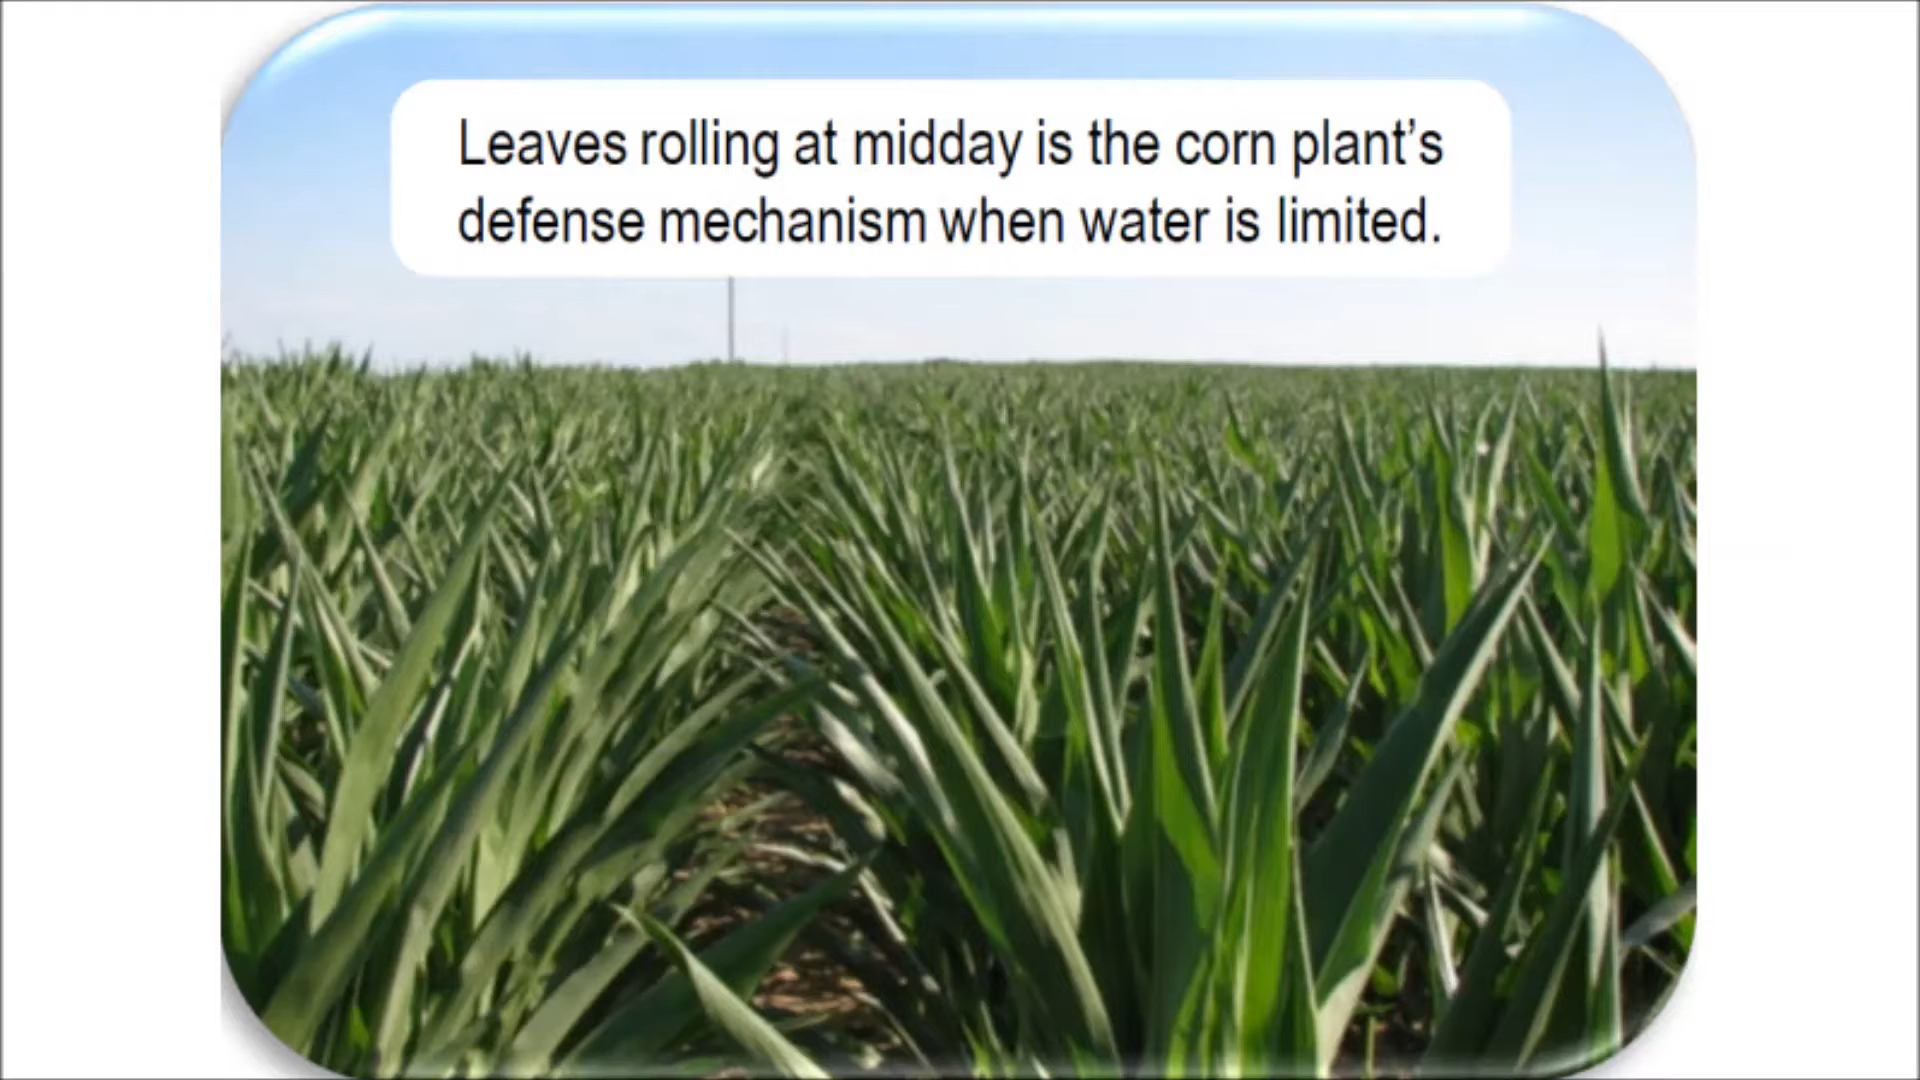 Leaves rolling at midday is the corn plant’s
defense mechanism when water is limited.